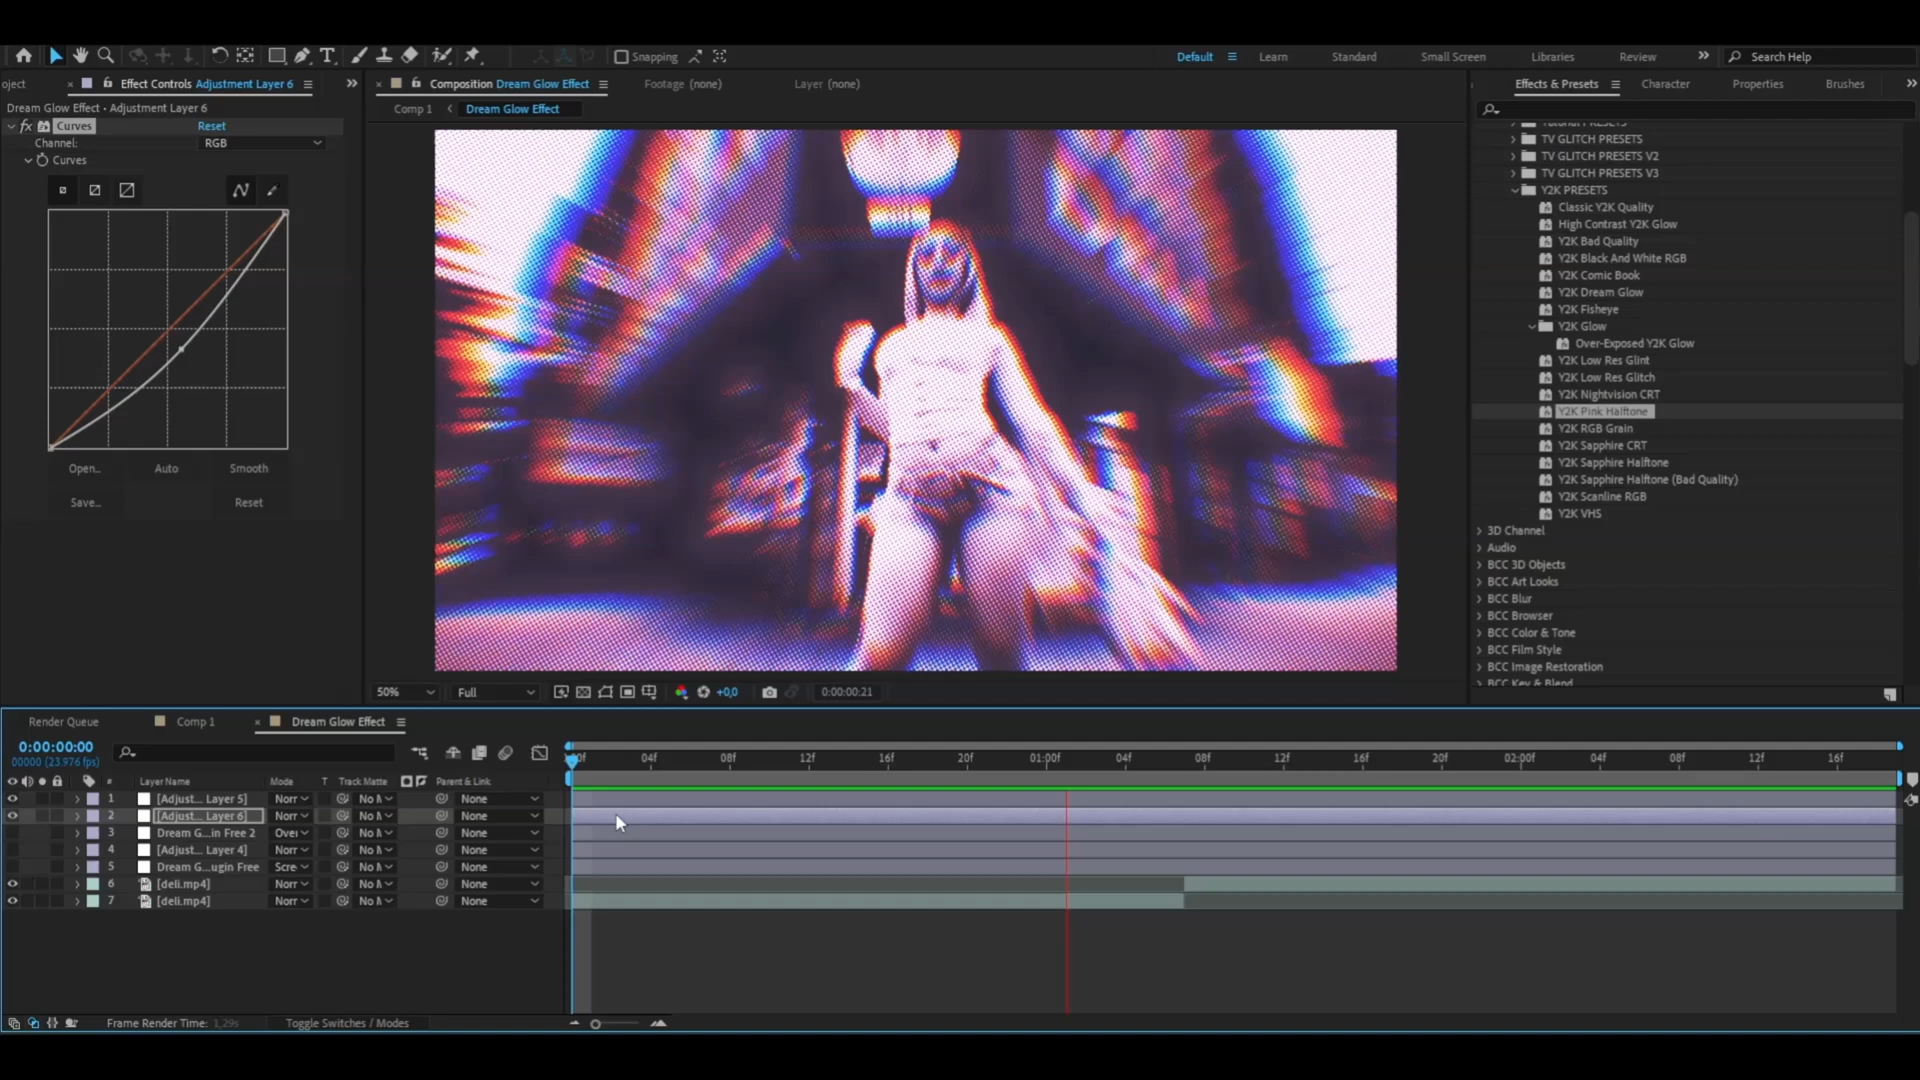 Snapping
Default
Learn
Standard
Small Screen
Libraries
Review
Search Help
oject
Effect Controls Adjustment Layer 6
Composition Dream Glow Effect
Footage (none)
Layer (none)
Effects & Presets
Character
Properties
Brushes
Dream Glow Effect • Adjustment Layer 6
Comp 1
Dream Glow Effect
fx Curves
Reset
Channel:
RGB
Curves
Open...
Auto
Smooth
Save...
Reset
Tutorial PRESETS
TV GLITCH PRESETS
TV GLITCH PRESETS V2
TV GLITCH PRESETS V3
Y2K PRESETS
Classic Y2K Quality
High Contrast Y2K Glow
Y2K Bad Quality
Y2K Black And White RGB
Y2K Comic Book
Y2K Dream Glow
Y2K Fisheye
Y2K Glow
Over-Exposed Y2K Glow
Y2K Low Res Glint
Y2K Low Res Glitch
Y2K Nightvision CRT
Y2K Pink Halftone
Y2K RGB Grain
Y2K Sapphire CRT
Y2K Sapphire Halftone
Y2K Sapphire Halftone (Bad Quality)
Y2K Scanline RGB
Y2K VHS
3D Channel
Audio
BCC 3D Objects
BCC Art Looks
BCC Blur
BCC Browser
BCC Color & Tone
BCC Film Style
BCC Image Restoration
BCC Key & Blend
50%
Full
+0,0
0:00:00:21
Render Queue
Comp 1
Dream Glow Effect
0:00:00:00
00000 (23.976 fps)
04f 08f 12f 16f 20f 01:00f 04f 08f 12f 16f 20f 02:00f 04f 08f 12f 16f
# Layer Name Mode T Track Matte Parent & Link
1 [Adjust... Layer 5] Norr No M None
2 [Adjust... Layer 6] Norr No M None
3 Dream G...in Free 2 Over No M None
4 [Adjust... Layer 4] Norr No M None
5 Dream G...ugin Free Scre No M None
6 [deli.mp4] Norr No M None
7 [deli.mp4] Norr No M None
Frame Render Time: 1,29s
Toggle Switches / Modes